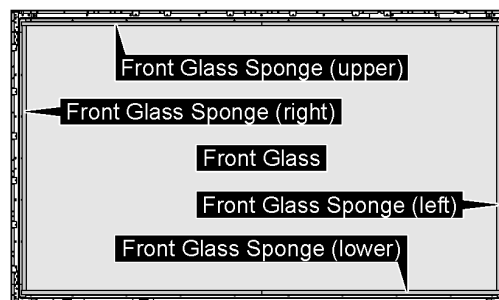 Front Glass Sponge (upper)
Front Glass Sponge (right)
Front Glass
Front Glass Sponge (left)
Front Glass Sponge (lower)